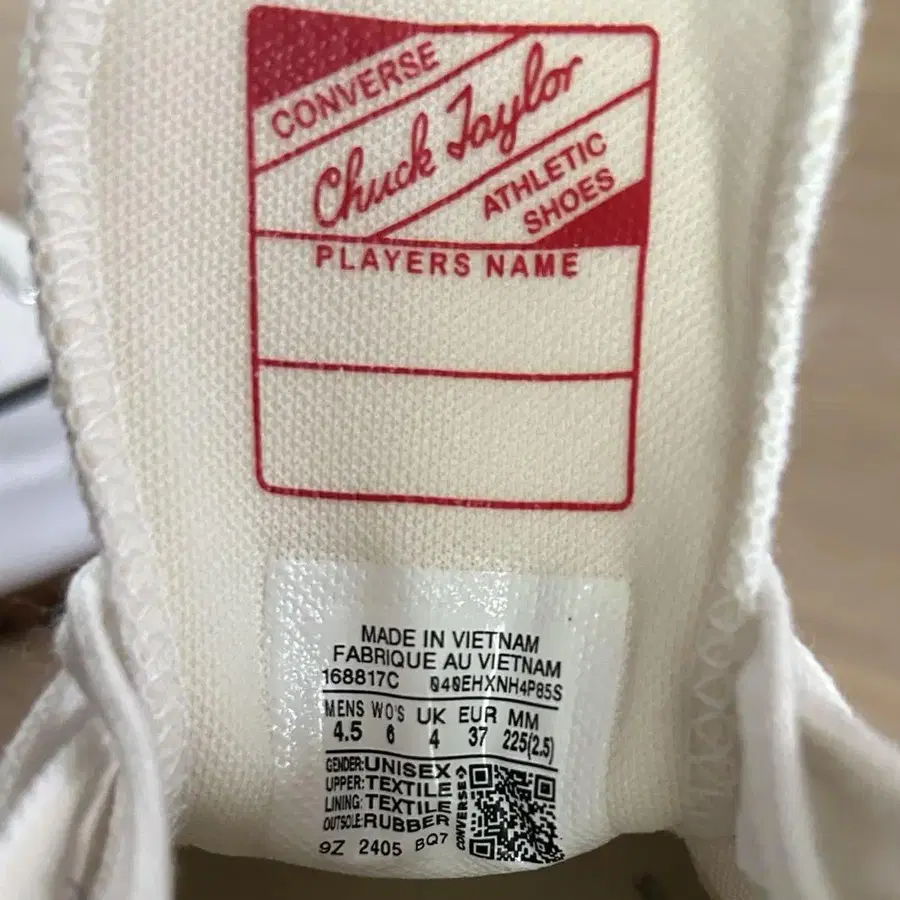 CONVERSE
Chuck Taylor
ATHLETIC
SHOES
PLAYERS NAME
MADE IN VIETNAM
FABRIQUE AU VIETNAM
168817C 040EHXNH4P85S
MENS WO'S UK EUR MM
4.5 6 4 37 225(2.5)
GENDER:UNISEX
UPPER:TEXTILE
LINING:TEXTILE
OUTSOLE:RUBBER
CONVERSE
9Z 2405 BQ7